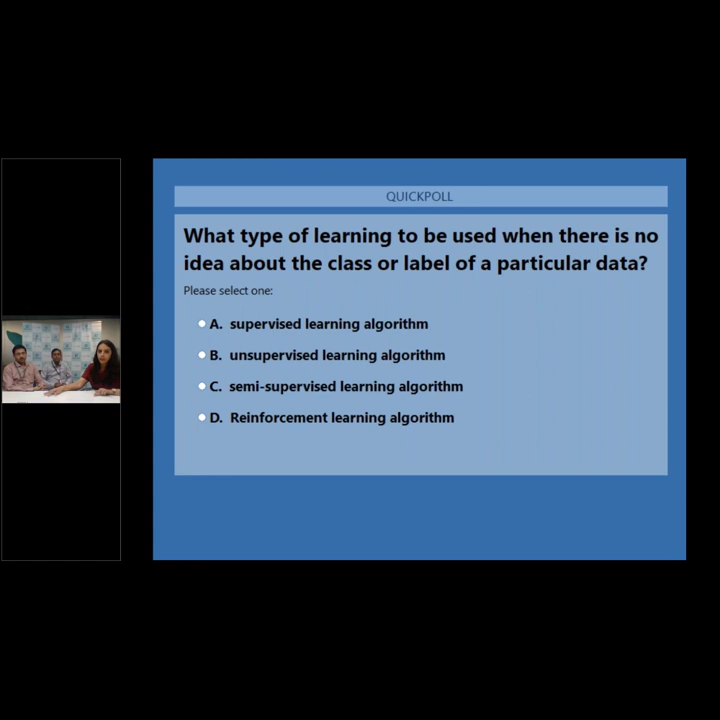 QUICKPOLL
What type of learning to be used when there is no
idea about the class or label of a particular data?
Please select one:
A. supervised learning algorithm
B. unsupervised learning algorithm
C. semi-supervised learning algorithm
D. Reinforcement learning algorithm